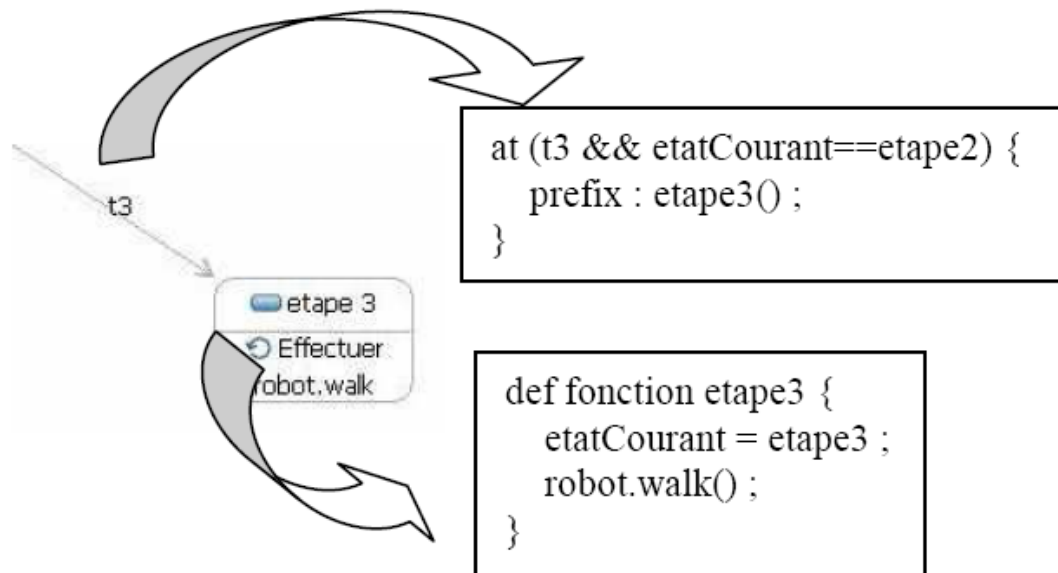 at (t3 && etatCourant==etape2) {
prefix : etape3() ;
}
t3
etape 3
Effectuer
robot.walk
def fonction etape3 {
etatCourant = etape3 ;
robot.walk() ;
}